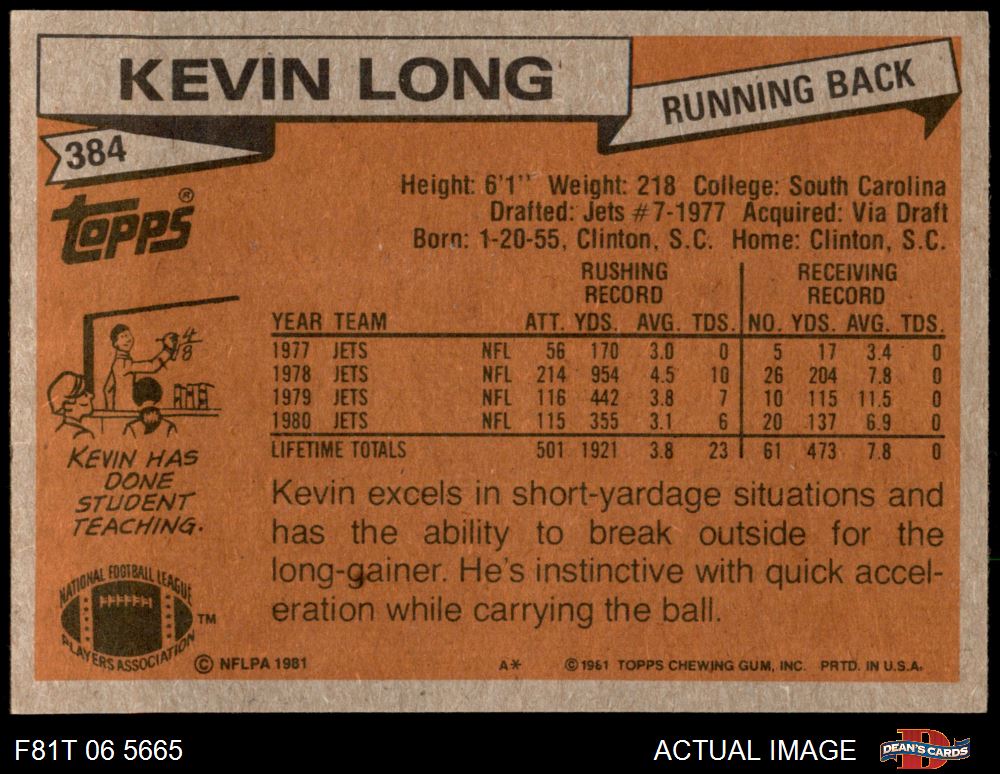 KEVIN LONG
RUNNING BACK
384
TOPPS®
Height: 6'1'' Weight: 218 College: South Carolina
Drafted: Jets #7-1977 Acquired: Via Draft
Born: 1-20-55, Clinton, S.C. Home: Clinton, S.C.
RUSHING RECEIVING
RECORD RECORD
YEAR TEAM ATT. YDS. AVG. TDS. NO. YDS. AVG. TDS.
1977 JETS NFL 56 170 3.0 0 5 17 3.4 0
1978 JETS NFL 214 954 4.5 10 26 204 7.8 0
1979 JETS NFL 116 442 3.8 7 10 115 11.5 0
1980 JETS NFL 115 355 3.1 6 20 137 6.9 0
LIFETIME TOTALS 501 1921 3.8 23 61 473 7.8 0
4/8
KEVIN HAS
DONE
STUDENT
TEACHING.
Kevin excels in short-yardage situations and
has the ability to break outside for the
long-gainer. He's instinctive with quick accel-
eration while carrying the ball.
NATIONAL FOOTBALL LEAGUE
PLAYERS ASSOCIATION
TM
© NFLPA 1981
A*
© 1981 TOPPS CHEWING GUM, INC. PRTD. IN U.S.A.
F81T 06 5665
ACTUAL IMAGE
DEAN'S CARDS